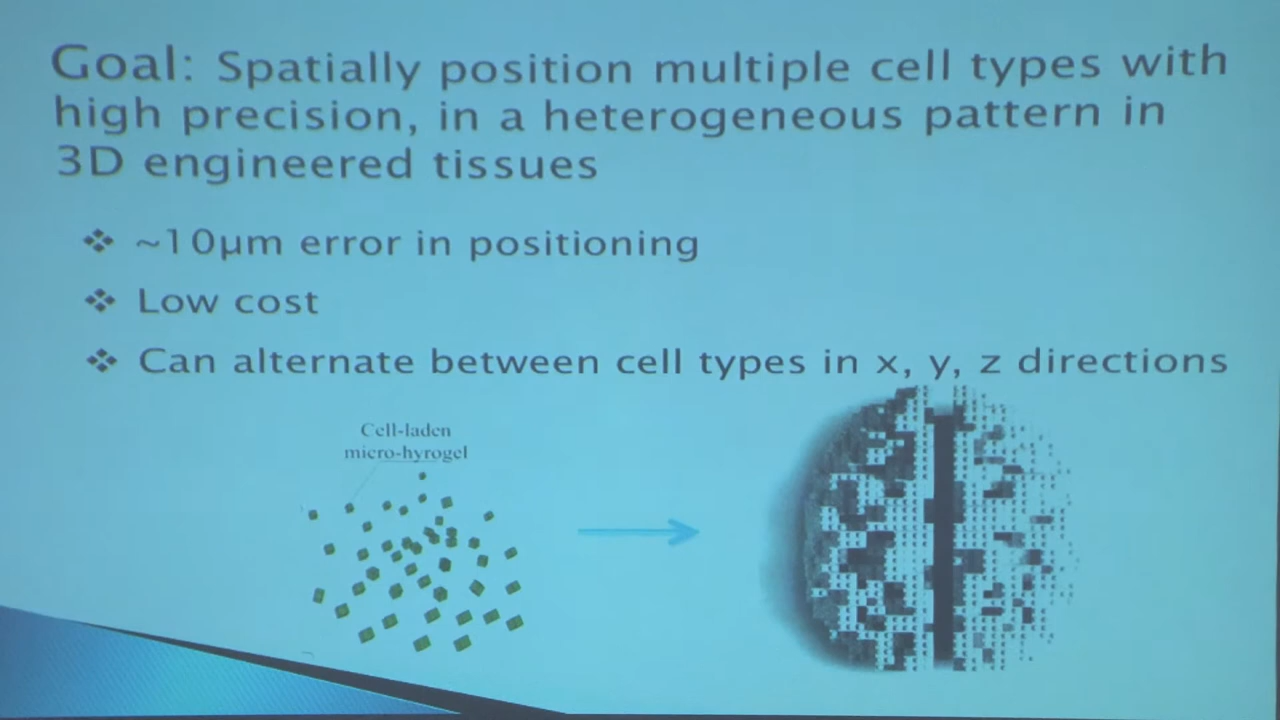 Goal: Spatially position multiple cell types with
high precision, in a heterogeneous pattern in
3D engineered tissues
~10µm error in positioning
Low cost
Can alternate between cell types in x, y, z directions
Cell-laden
micro-hyrogel